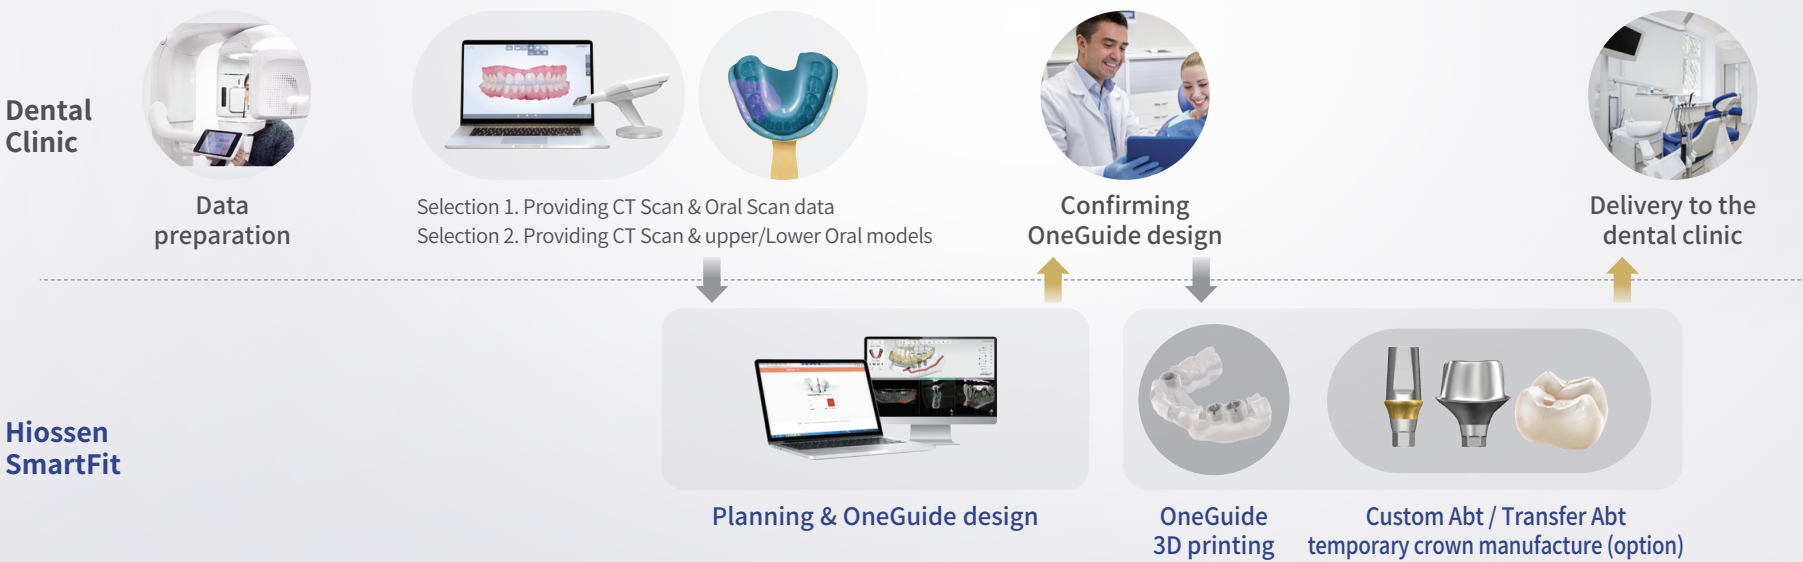 Dental
Clinic
Data
preparation
Selection 1. Providing CT Scan & Oral Scan data
Selection 2. Providing CT Scan & upper/Lower Oral models
Confirming
OneGuide design
Delivery to the
dental clinic
Hiossen
SmartFit
Planning & OneGuide design
OneGuide
3D printing
Custom Abt / Transfer Abt
temporary crown manufacture (option)